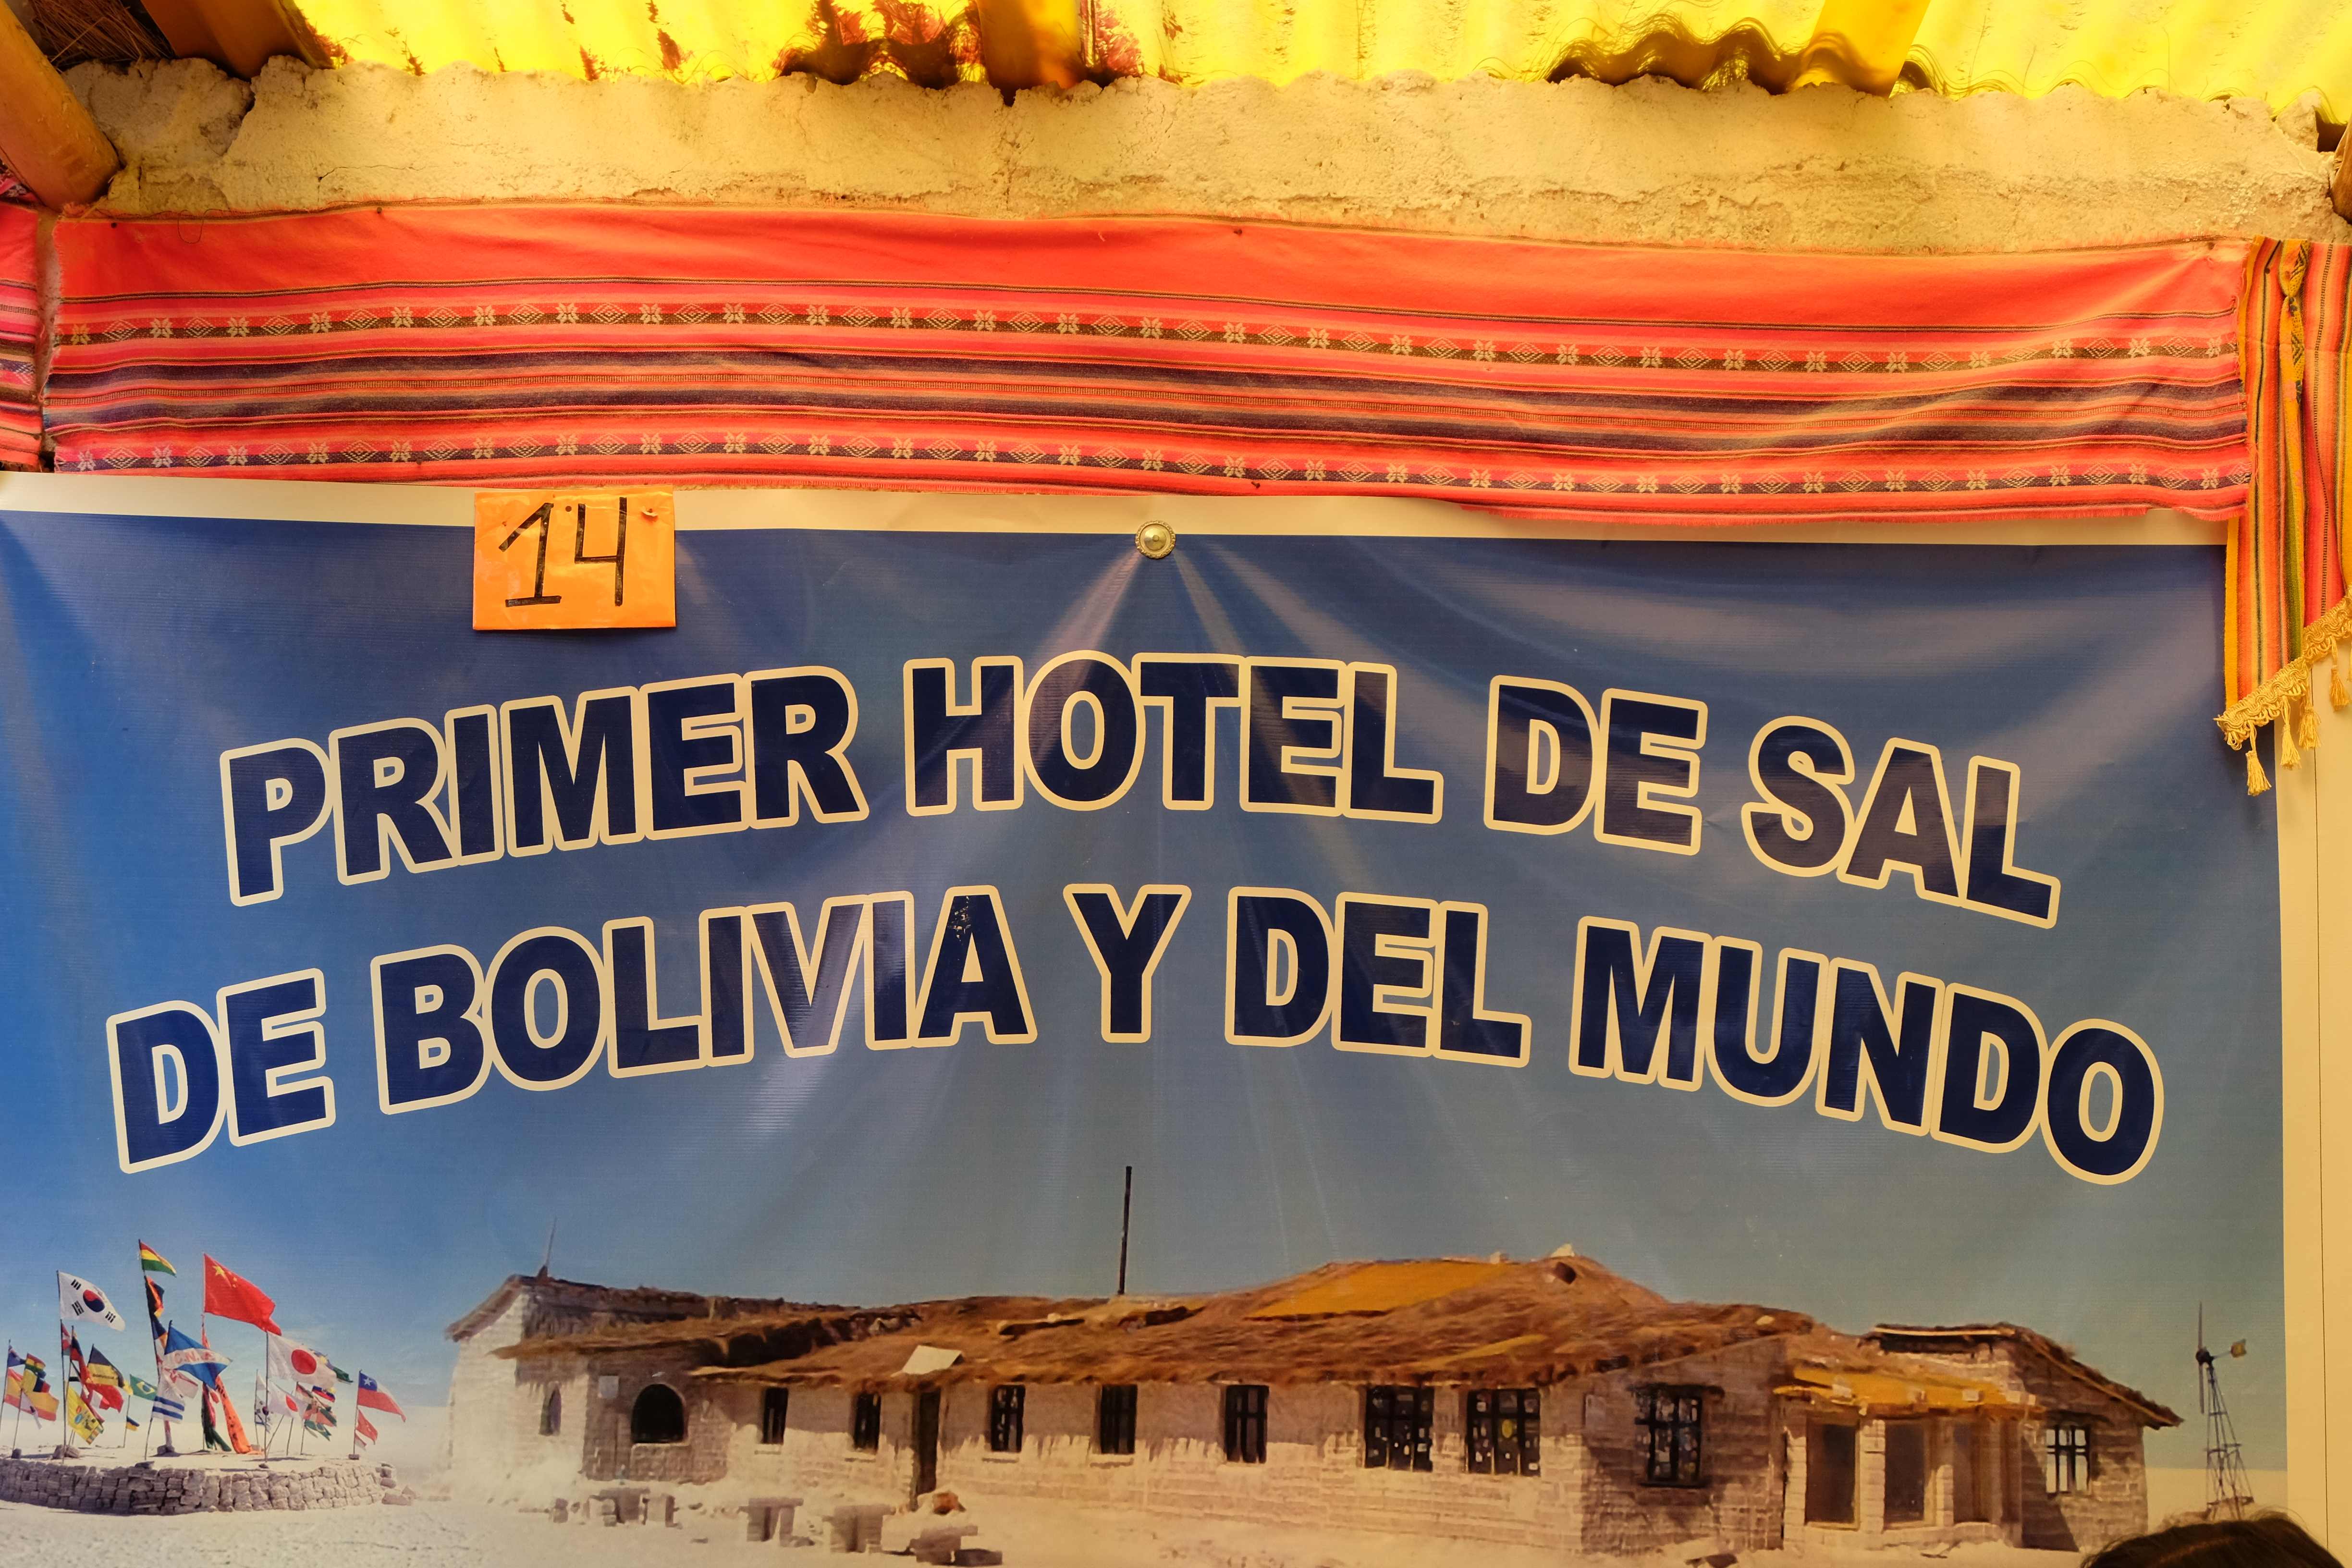 14
PRIMER HOTEL DE SAL
DE BOLIVIA Y DEL MUNDO